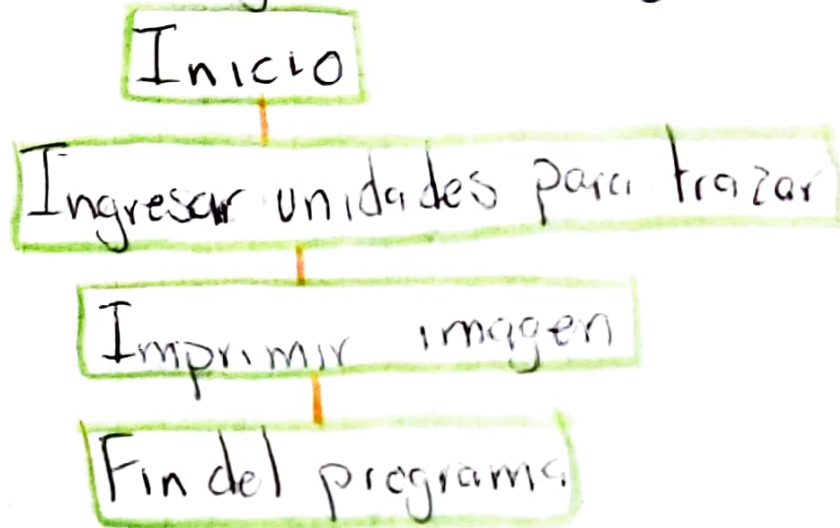 Inicio
Ingresar unidades para trazar
Imprimir imagen
Fin del programa